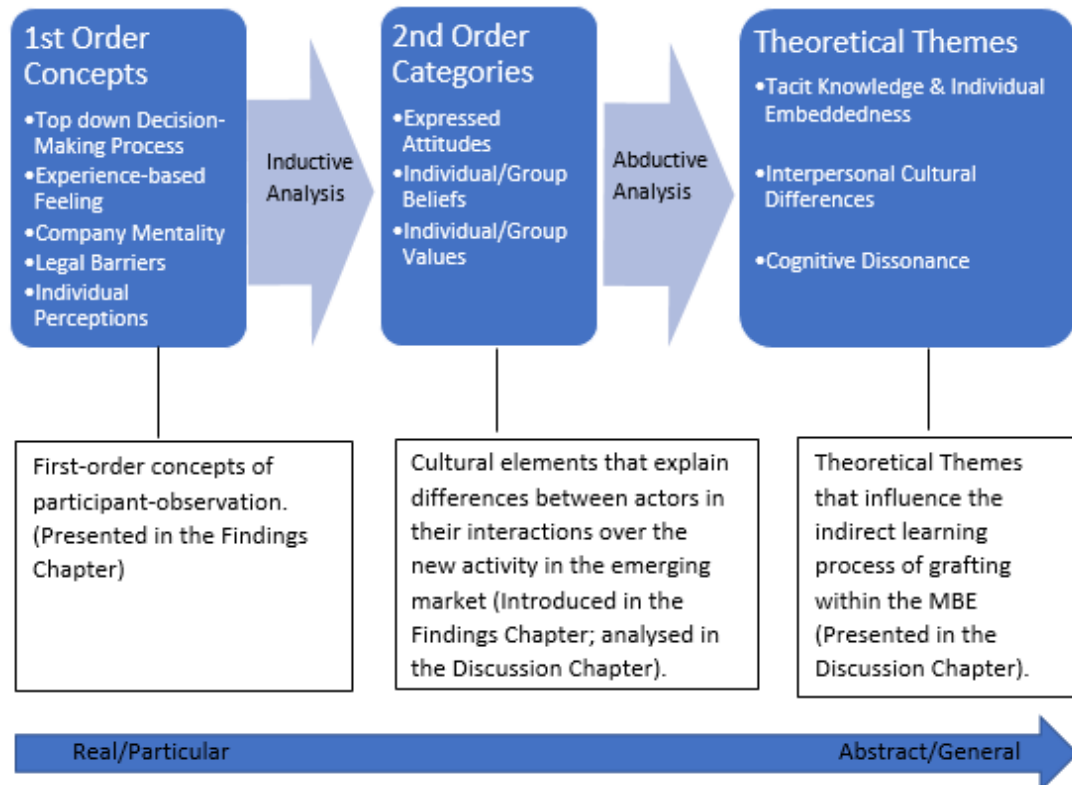 1st Order
Concepts
•Top down Decision-
Making Process
•Experience-based
Feeling
•Company Mentality
•Legal Barriers
•Individual
Perceptions
Inductive
Analysis
2nd Order
Categories
•Expressed
Attitudes
•Individual/Group
Beliefs
•Individual/Group
Values
Abductive
Analysis
Theoretical Themes
•Tacit Knowledge & Individual
Embeddedness
•Interpersonal Cultural
Differences
•Cognitive Dissonance
First-order concepts of
participant-observation.
(Presented in the Findings
Chapter)
Cultural elements that explain
differences between actors in
their interactions over the
new activity in the emerging
market (Introduced in the
Findings Chapter; analysed in
the Discussion Chapter).
Theoretical Themes
that influence the
indirect learning
process of grafting
within the MBE
(Presented in the
Discussion Chapter).
Real/Particular
Abstract/General